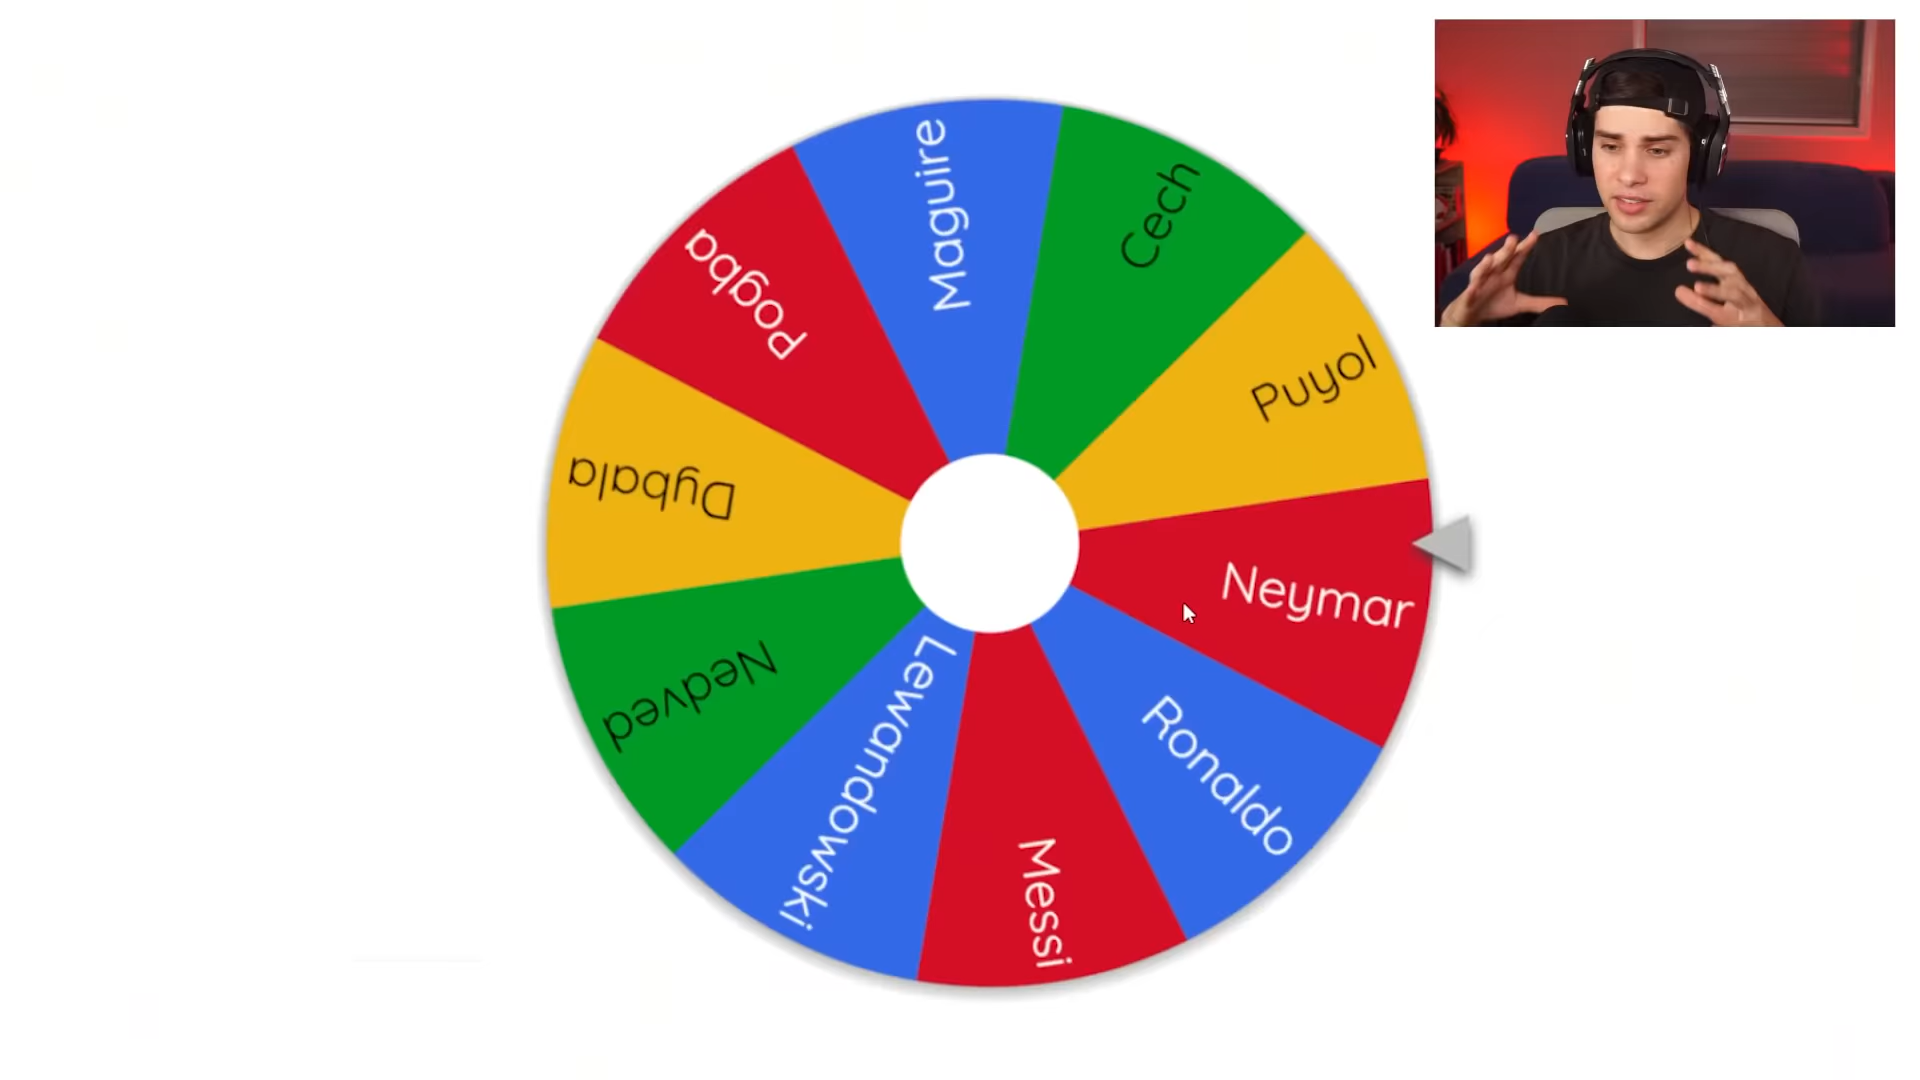 Maguire
Cech
Puyol
Neymar
Ronaldo
Messi
Lewandowski
Nedved
Dybala
Pogba